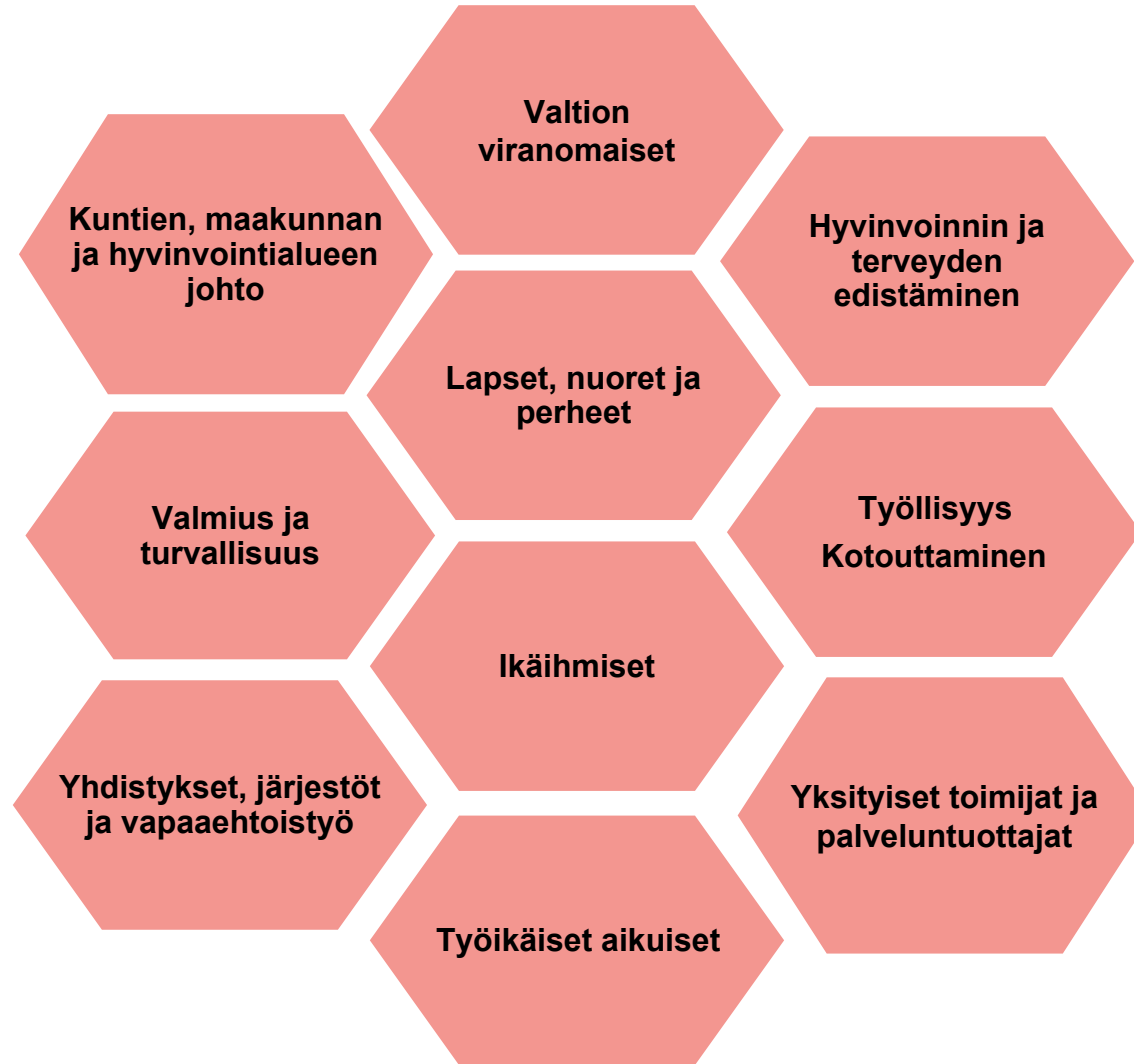 Valtion
viranomaiset
Kuntien, maakunnan
ja hyvinvointialueen
johto
Hyvinvoinnin ja
terveyden
edistäminen
Lapset, nuoret ja
perheet
Valmius ja
turvallisuus
Työllisyys
Kotouttaminen
Ikäihmiset
Yhdistykset, järjestöt
ja vapaaehtoistyö
Yksityiset toimijat ja
palveluntuottajat
Työikäiset aikuiset